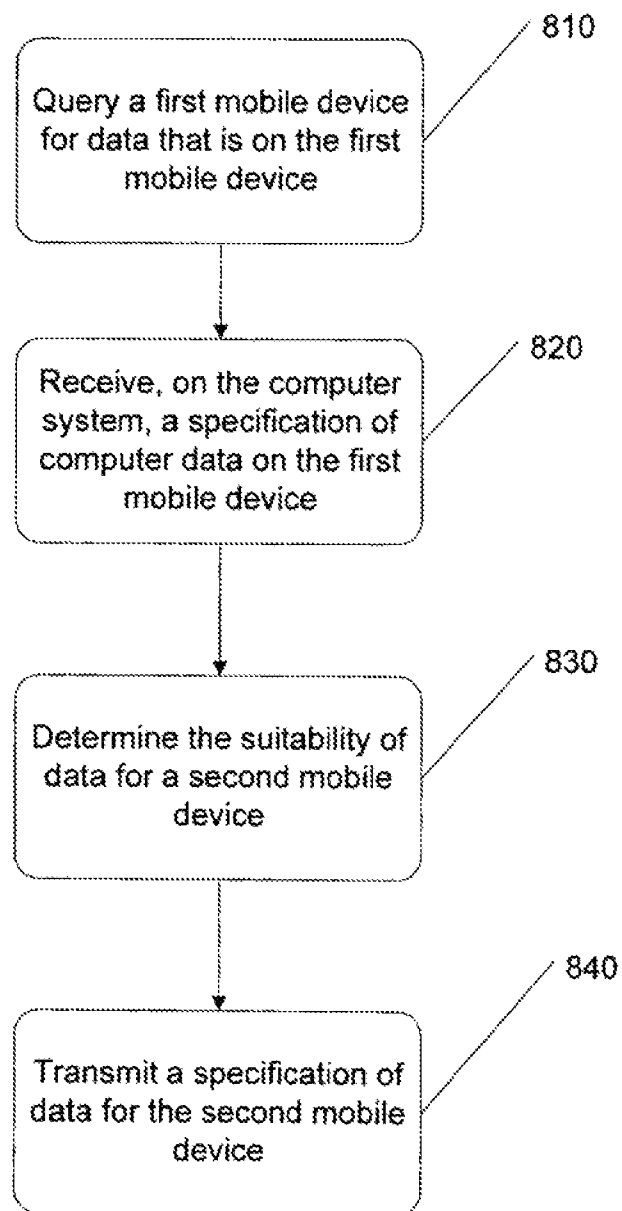 810
Query a first mobile device
for data that is on the first
mobile device
820
Receive, on the computer
system, a specification of
computer data on the first
mobile device
830
Determine the suitability of
data for a second mobile
device
840
Transmit a specification of
data for the second mobile
device